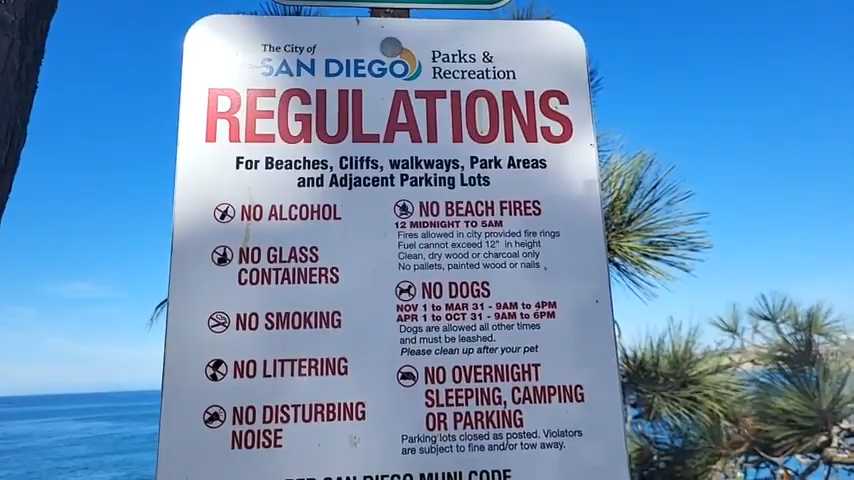 The City of
SAN DIEGO
Parks &
Recreation
REGULATIONS
For Beaches, Cliffs, walkways, Park Areas
and Adjacent Parking Lots
NO ALCOHOL
NO GLASS
CONTAINERS
NO SMOKING
NO LITTERING
NO DISTURBING
NOISE
NO BEACH FIRES
12 MIDNIGHT TO 5AM
Fires allowed in city provided fire rings
Fuel cannot exceed 12" in height
Clean, dry wood or charcoal only
No pallets, painted wood or nails.
NO DOGS
NOV 1 to MAR 31 - 9AM to 4PM
APR 1 to OCT 31 - 9AM to 6PM
Dogs are allowed all other times
and must be leashed.
Please clean up after your pet
NO OVERNIGHT
SLEEPING, CAMPING
OR PARKING
Parking lots closed as posted. Violators
are subject to fine and/or tow away.
PER SAN DIEGO MUNI CODE